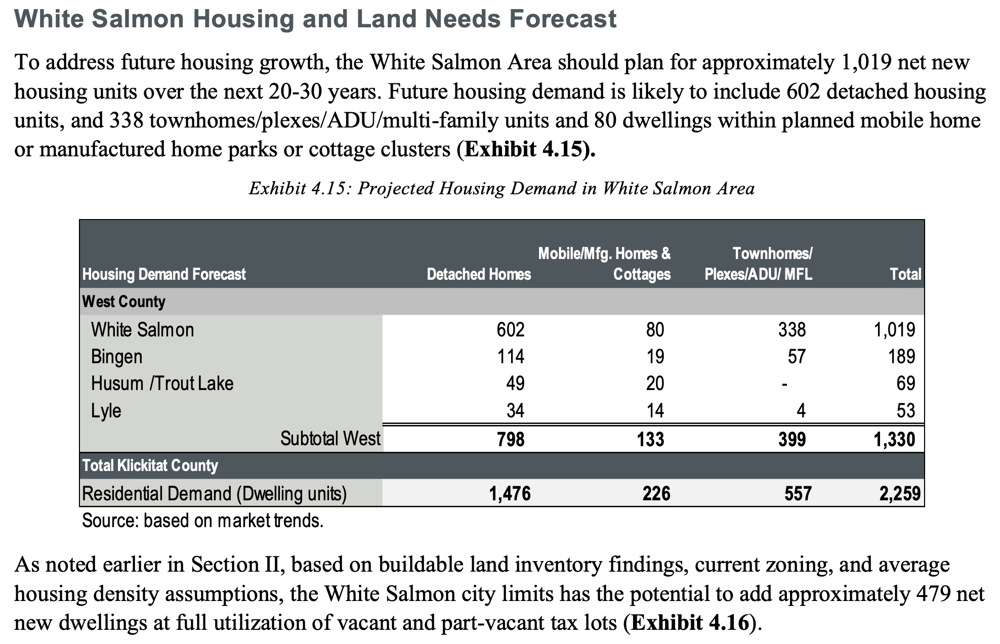 White Salmon Housing and Land Needs Forecast
To address future housing growth, the White Salmon Area should plan for approximately 1,019 net new
housing units over the next 20-30 years. Future housing demand is likely to include 602 detached housing
units, and 338 townhomes/plexes/ADU/multi-family units and 80 dwellings within planned mobile home
or manufactured home parks or cottage clusters (Exhibit 4.15).
Exhibit 4.15: Projected Housing Demand in White Salmon Area
Mobile/Mfg. Homes & Townhomes/
Housing Demand Forecast Detached Homes Cottages Plexes/ADU/ MFL Total
West County
White Salmon 602 80 338 1,019
Bingen 114 19 57 189
Husum /Trout Lake 49 20 - 69
Lyle 34 14 4 53
Subtotal West 798 133 399 1,330
Total Klickitat County
Residential Demand (Dwelling units) 1,476 226 557 2,259
Source: based on market trends.
As noted earlier in Section II, based on buildable land inventory findings, current zoning, and average
housing density assumptions, the White Salmon city limits has the potential to add approximately 479 net
new dwellings at full utilization of vacant and part-vacant tax lots (Exhibit 4.16).